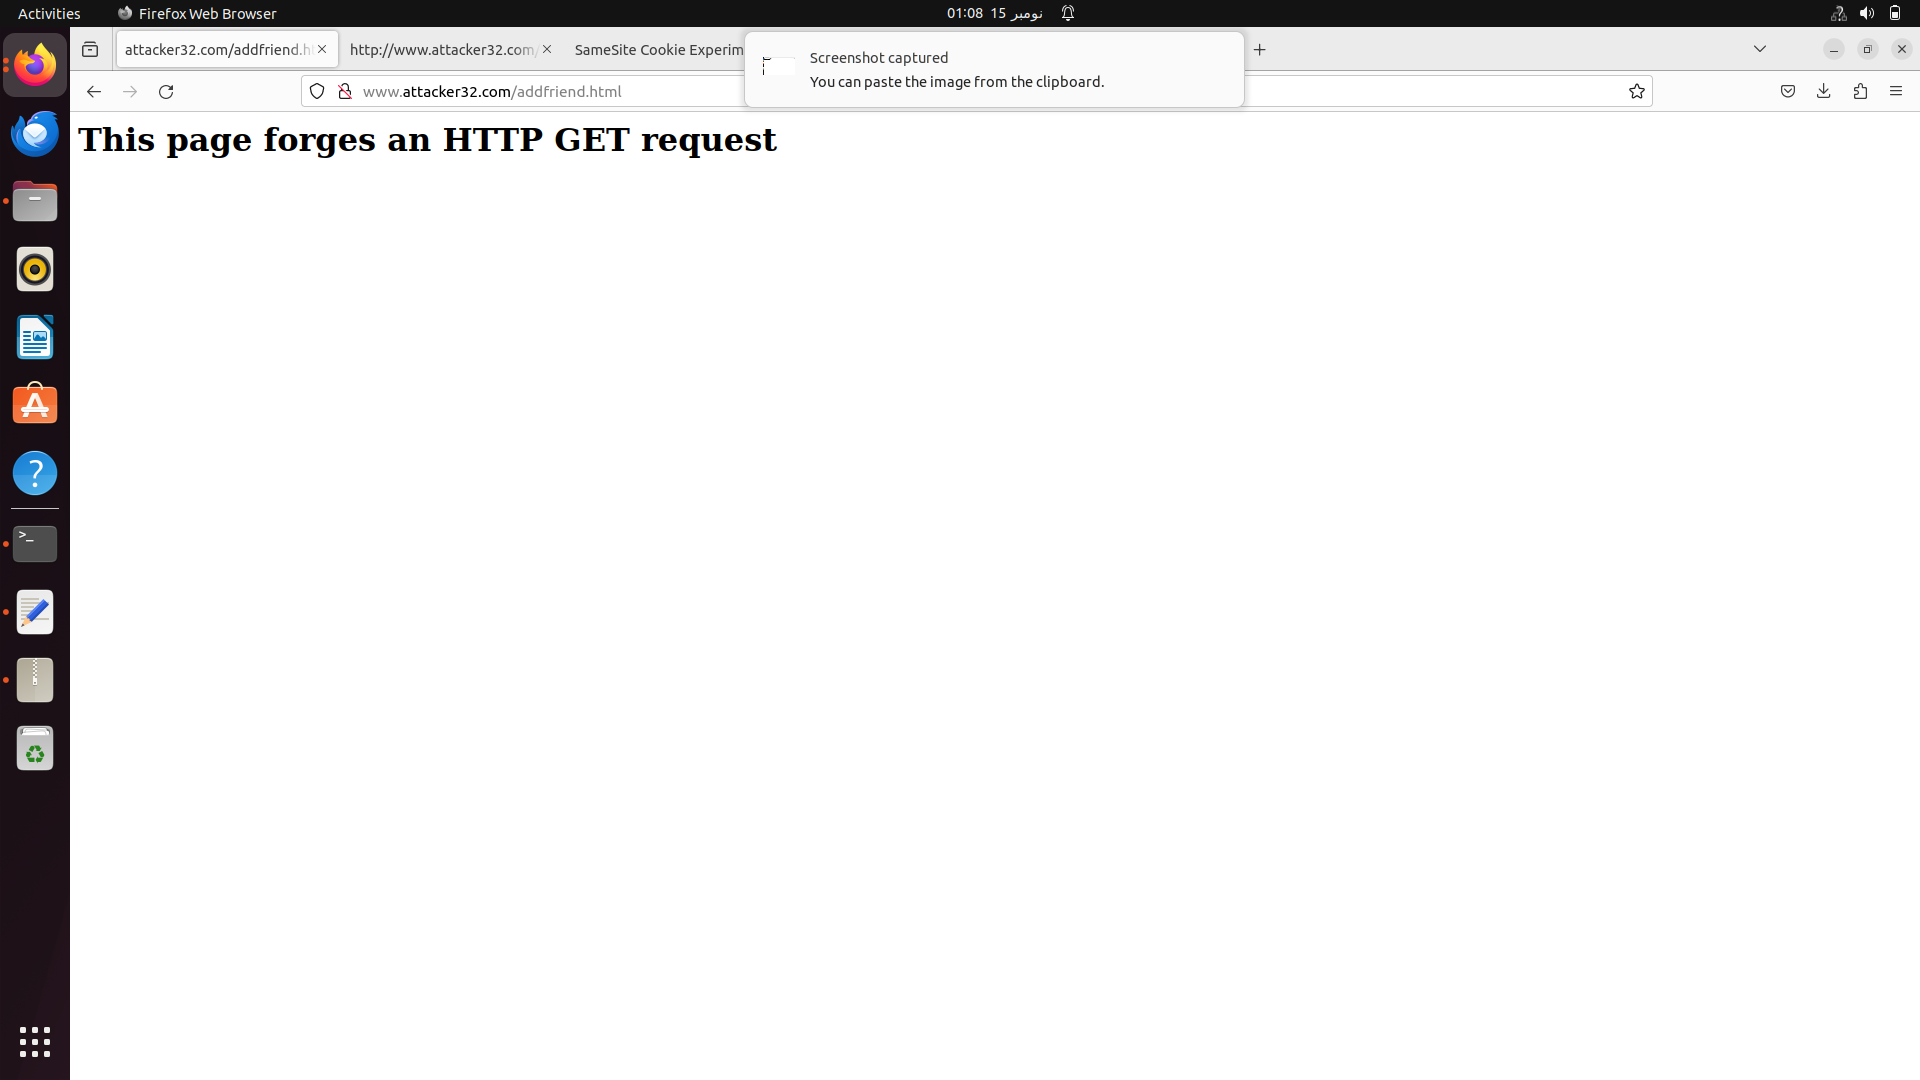 Activities
Firefox Web Browser
01:08 15 نومبر
attacker32.com/addfriend.h
http://www.attacker32.com/
SameSite Cookie Experim
Screenshot captured
You can paste the image from the clipboard.
www.attacker32.com/addfriend.html
This page forges an HTTP GET request